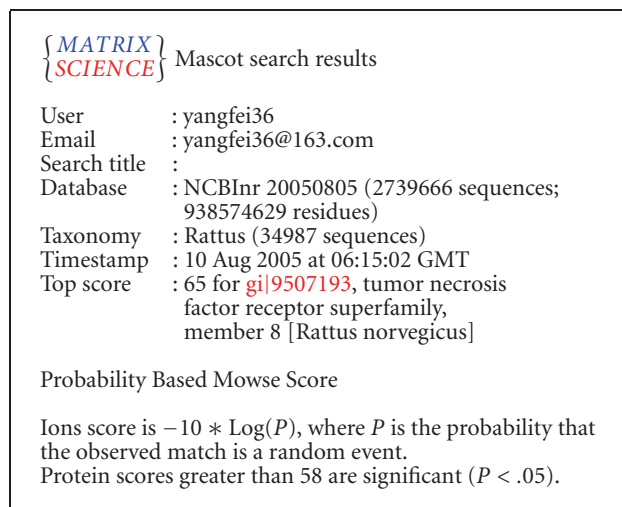 MATRIX
SCIENCE Mascot search results
User : yangfei36
Email : yangfei36@163.com
Search title :
Database : NCBInr 20050805 (2739666 sequences;
938574629 residues)
Taxonomy : Rattus (34987 sequences)
Timestamp : 10 Aug 2005 at 06:15:02 GMT
Top score : 65 for gi|9507193, tumor necrosis
factor receptor superfamily,
member 8 [Rattus norvegicus]
Probability Based Mowse Score
Ions score is −10 ∗ Log(P), where P is the probability that
the observed match is a random event.
Protein scores greater than 58 are significant (P < .05).